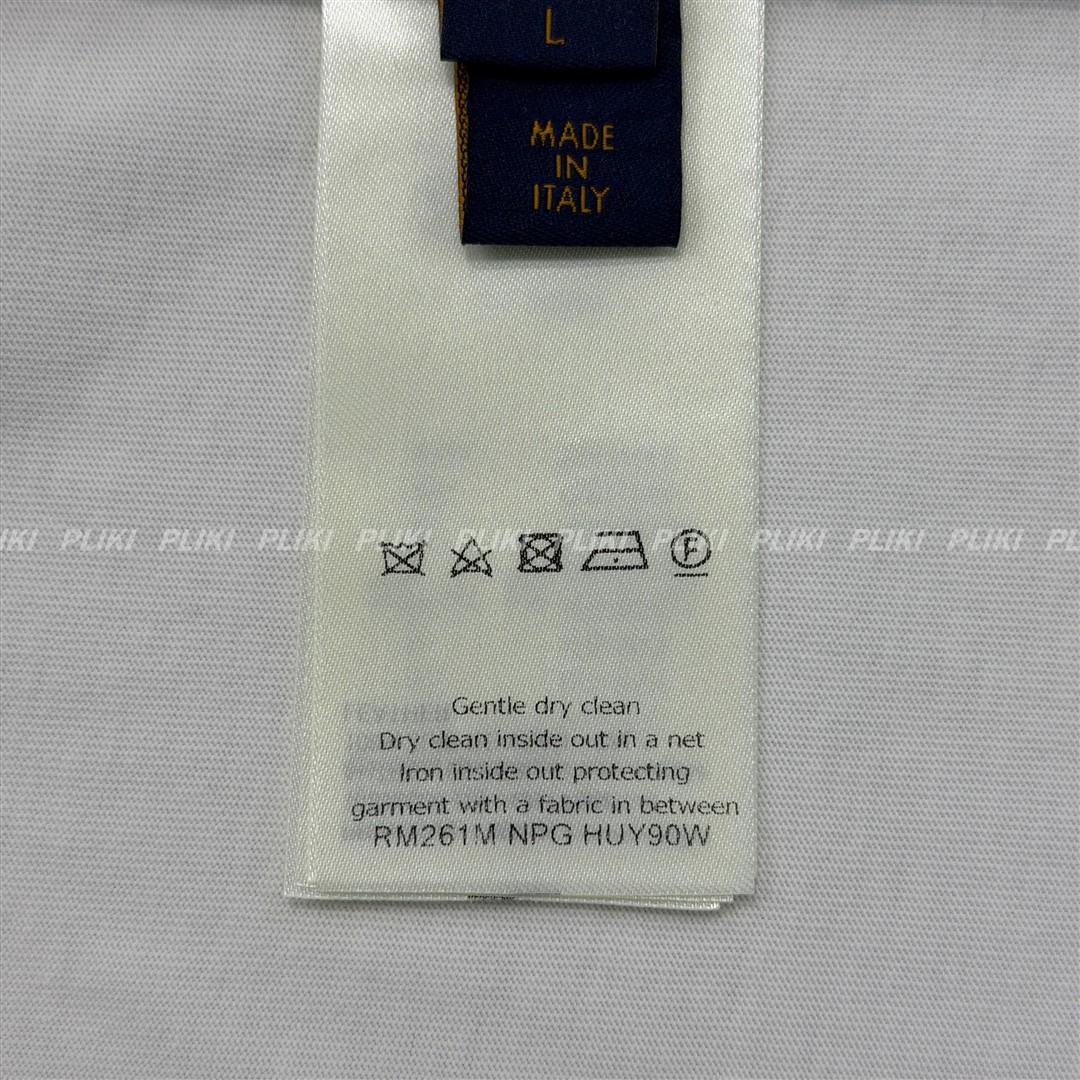 L
MADE
IN
ITALY
PLIKI PLIKI PLIKI PLIKI PLIKI PLIKI PLIKI PLIKI PLIKI PLIKI
F
Gentle dry clean
Dry clean inside out in a net
Iron inside out protecting
garment with a fabric in between
RM261M NPG HUY90W